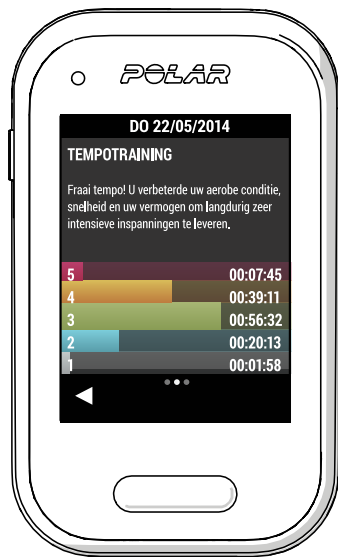 POLAR
DO 22/05/2014
TEMPOTRAINING
Fraai tempo! U verbeterde uw aerobe conditie,
snelheid en uw vermogen om langdurig zeer
intensieve inspanningen te leveren.
5 00:07:45
4 00:39:11
3 00:56:32
2 00:20:13
1 00:01:58